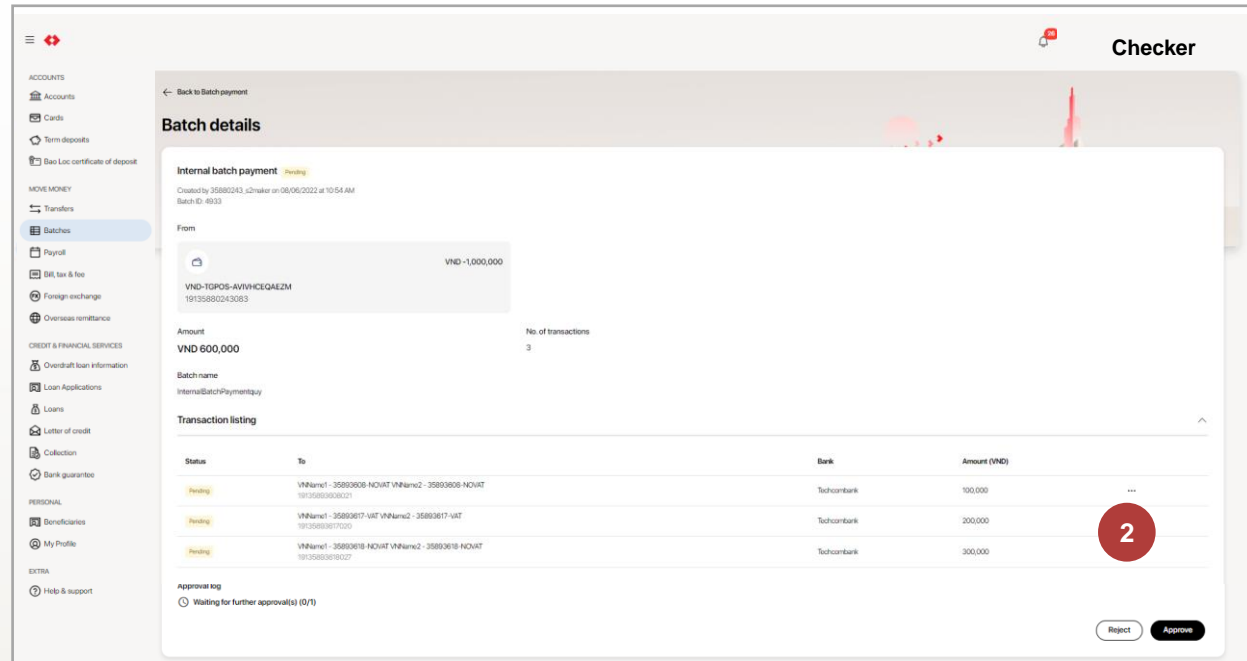 26
Checker
ACCOUNTS
Accounts
Cards
Term deposits
Bao Loc certificate of deposit
MOVE MONEY
Transfers
Batches
Payroll
Bill, tax & fee
Foreign exchange
Overseas remittance
CREDIT & FINANCIAL SERVICES
Overdraft loan information
Loan Applications
Loans
Letter of credit
Collection
Bank guarantee
PERSONAL
Beneficiaries
My Profile
EXTRA
Help & support
Back to Batch payment
Batch details
Internal batch payment Pending
Created by 35880243_s2maker on 08/06/2022 at 10:54 AM
Batch ID: 4933
From
VND -1,000,000
VND-TGPOS-AVIVHCEQAEZM
19135880243083
Amount No. of transactions
VND 600,000 3
Batch name
InternalBatchPaymentquy
Transaction listing
Status To Bank Amount (VND)
Pending VNName1 - 35893608-NOVAT VNName2 - 35893608-NOVAT Techcombank 100,000 ...
19135893608021
Pending VNName1 - 35893617-VAT VNName2 - 35893617-VAT Techcombank 200,000
19135893617020
2
Pending VNName1 - 35893618-NOVAT VNName2 - 35893618-NOVAT Techcombank 300,000
19135893618027
Approval log
Waiting for further approval(s) (0/1)
Reject Approve